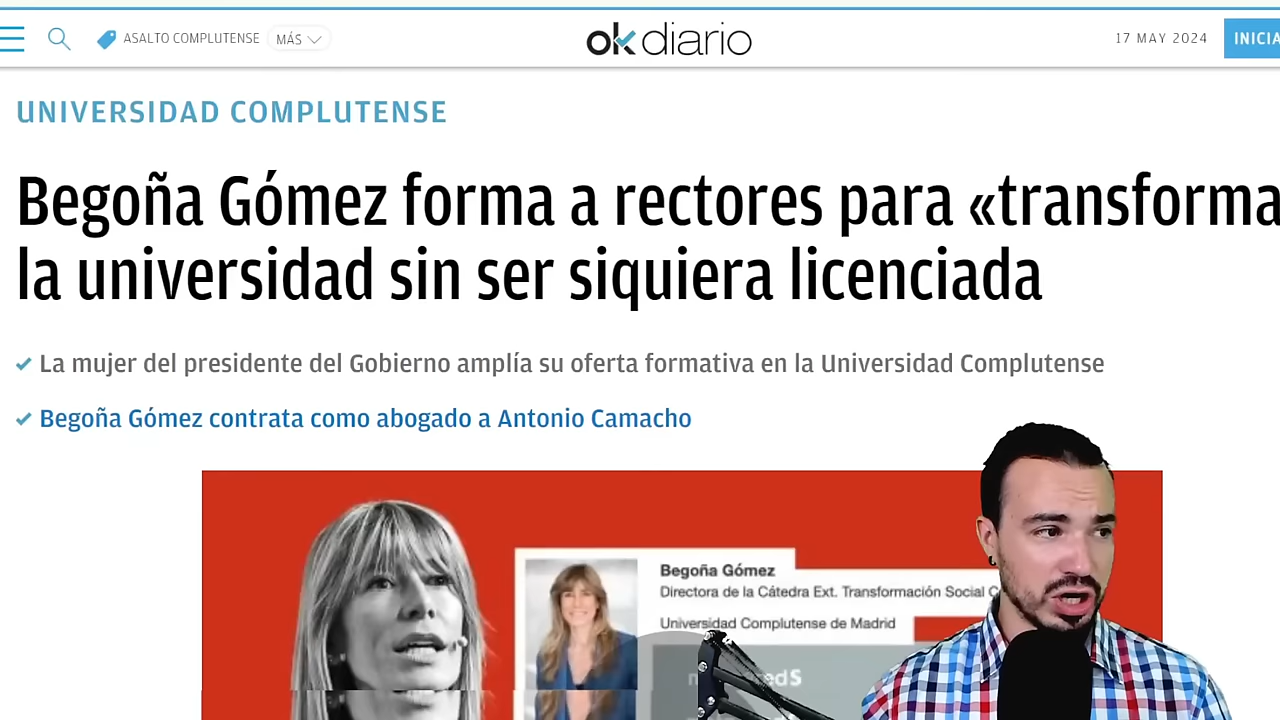 ASALTO COMPLUTENSE MÁS okdiario 17 MAY 2024 INICIA
UNIVERSIDAD COMPLUTENSE
Begoña Gómez forma a rectores para «transforma
la universidad sin ser siquiera licenciada
La mujer del presidente del Gobierno amplía su oferta formativa en la Universidad Complutense
Begoña Gómez contrata como abogado a Antonio Camacho
Begoña Gómez
Directora de la Cátedra Ext. Transformación Social C
Universidad Complutense de Madrid